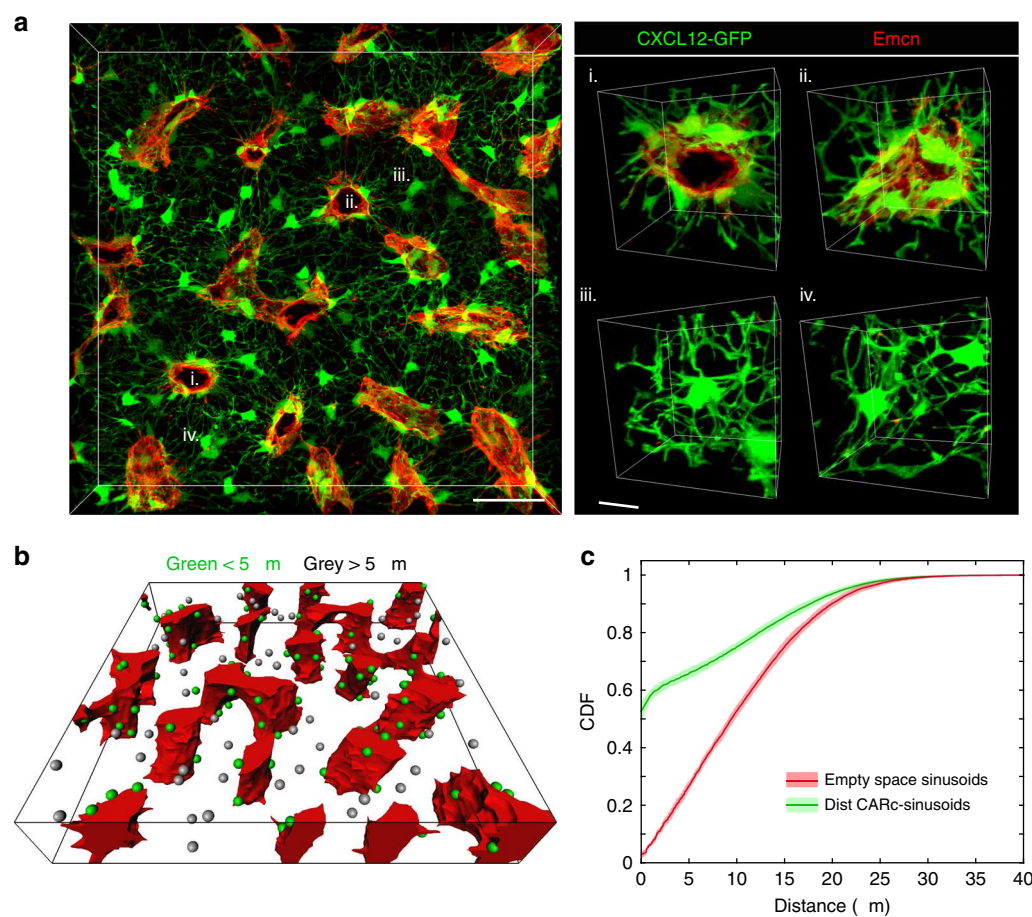 a
CXCL12-GFP Emcn
i. ii.
iii. iv.
iii.
ii.
i.
iv.
b
Green < 5 m Grey > 5 m
c
1
0.8
0.6
0.4
0.2
0
CDF
Empty space sinusoids
Dist CARc-sinusoids
0 5 10 15 20 25 30 35 40
Distance ( m)